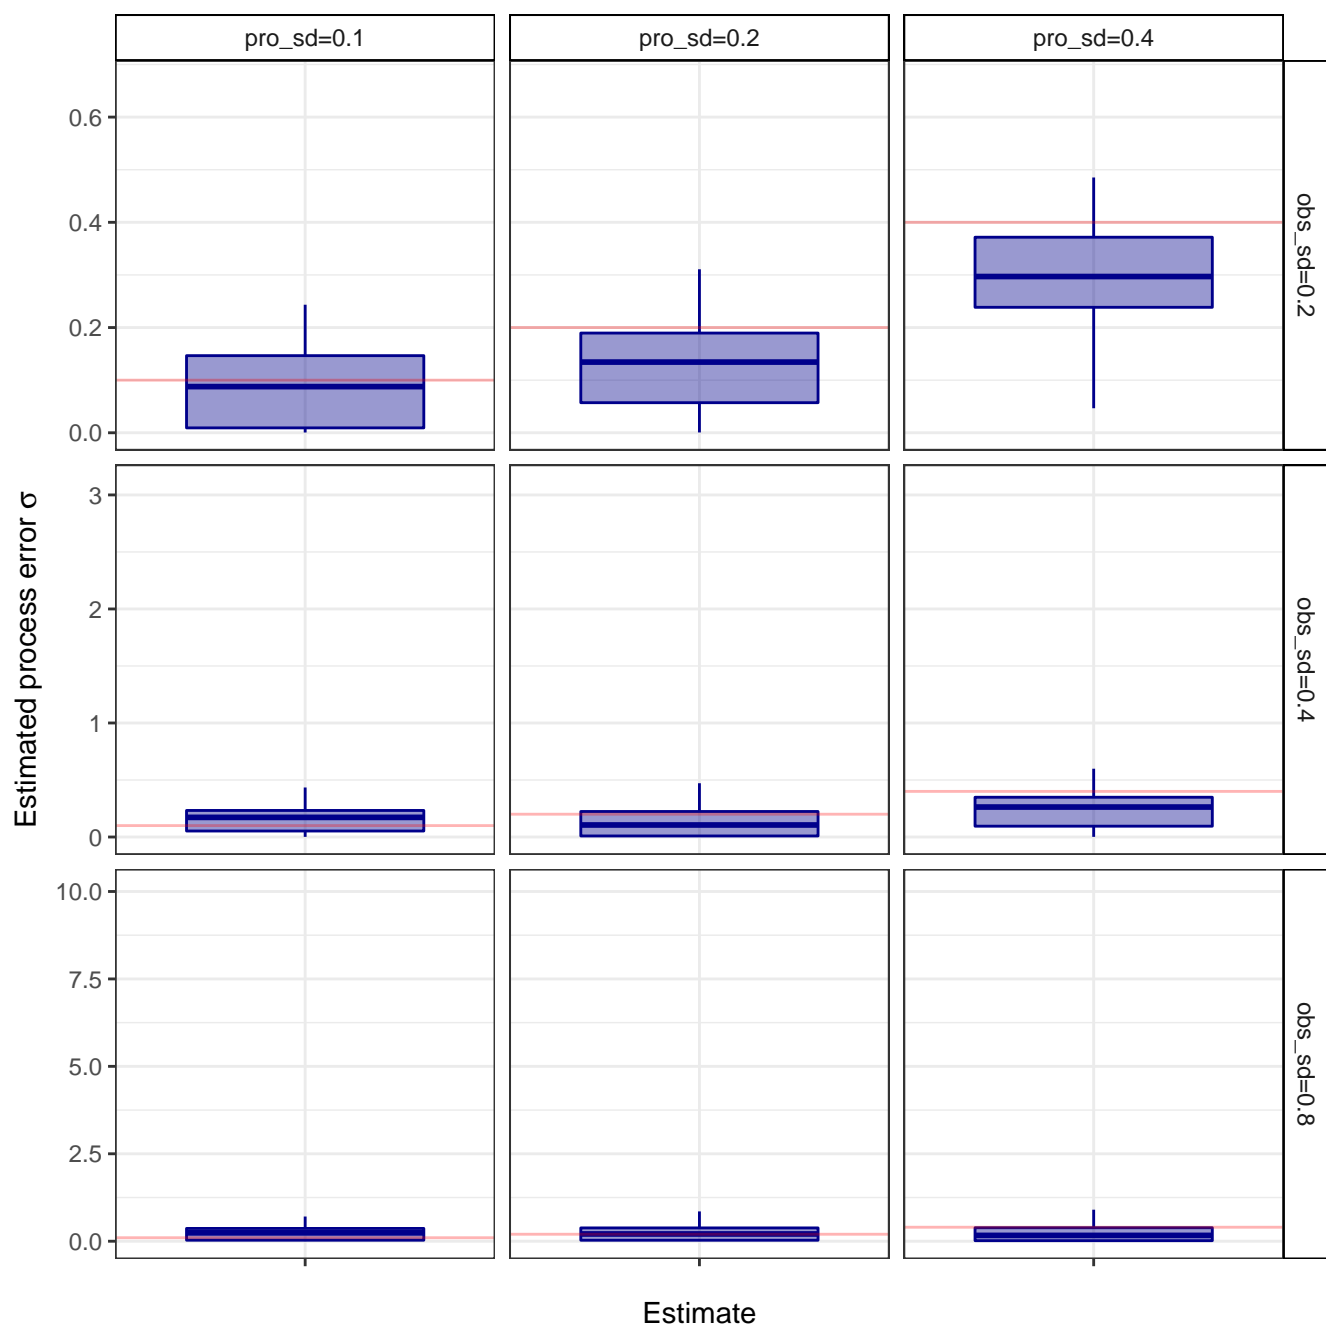 pro_sd=0.1
pro_sd=0.2
pro_sd=0.4
0.6
0.4
0.2
0.0
obs_sd=0.2
3
2
1
0
obs_sd=0.4
10.0
7.5
5.0
2.5
0.0
obs_sd=0.8
Estimated process error σ
Estimate